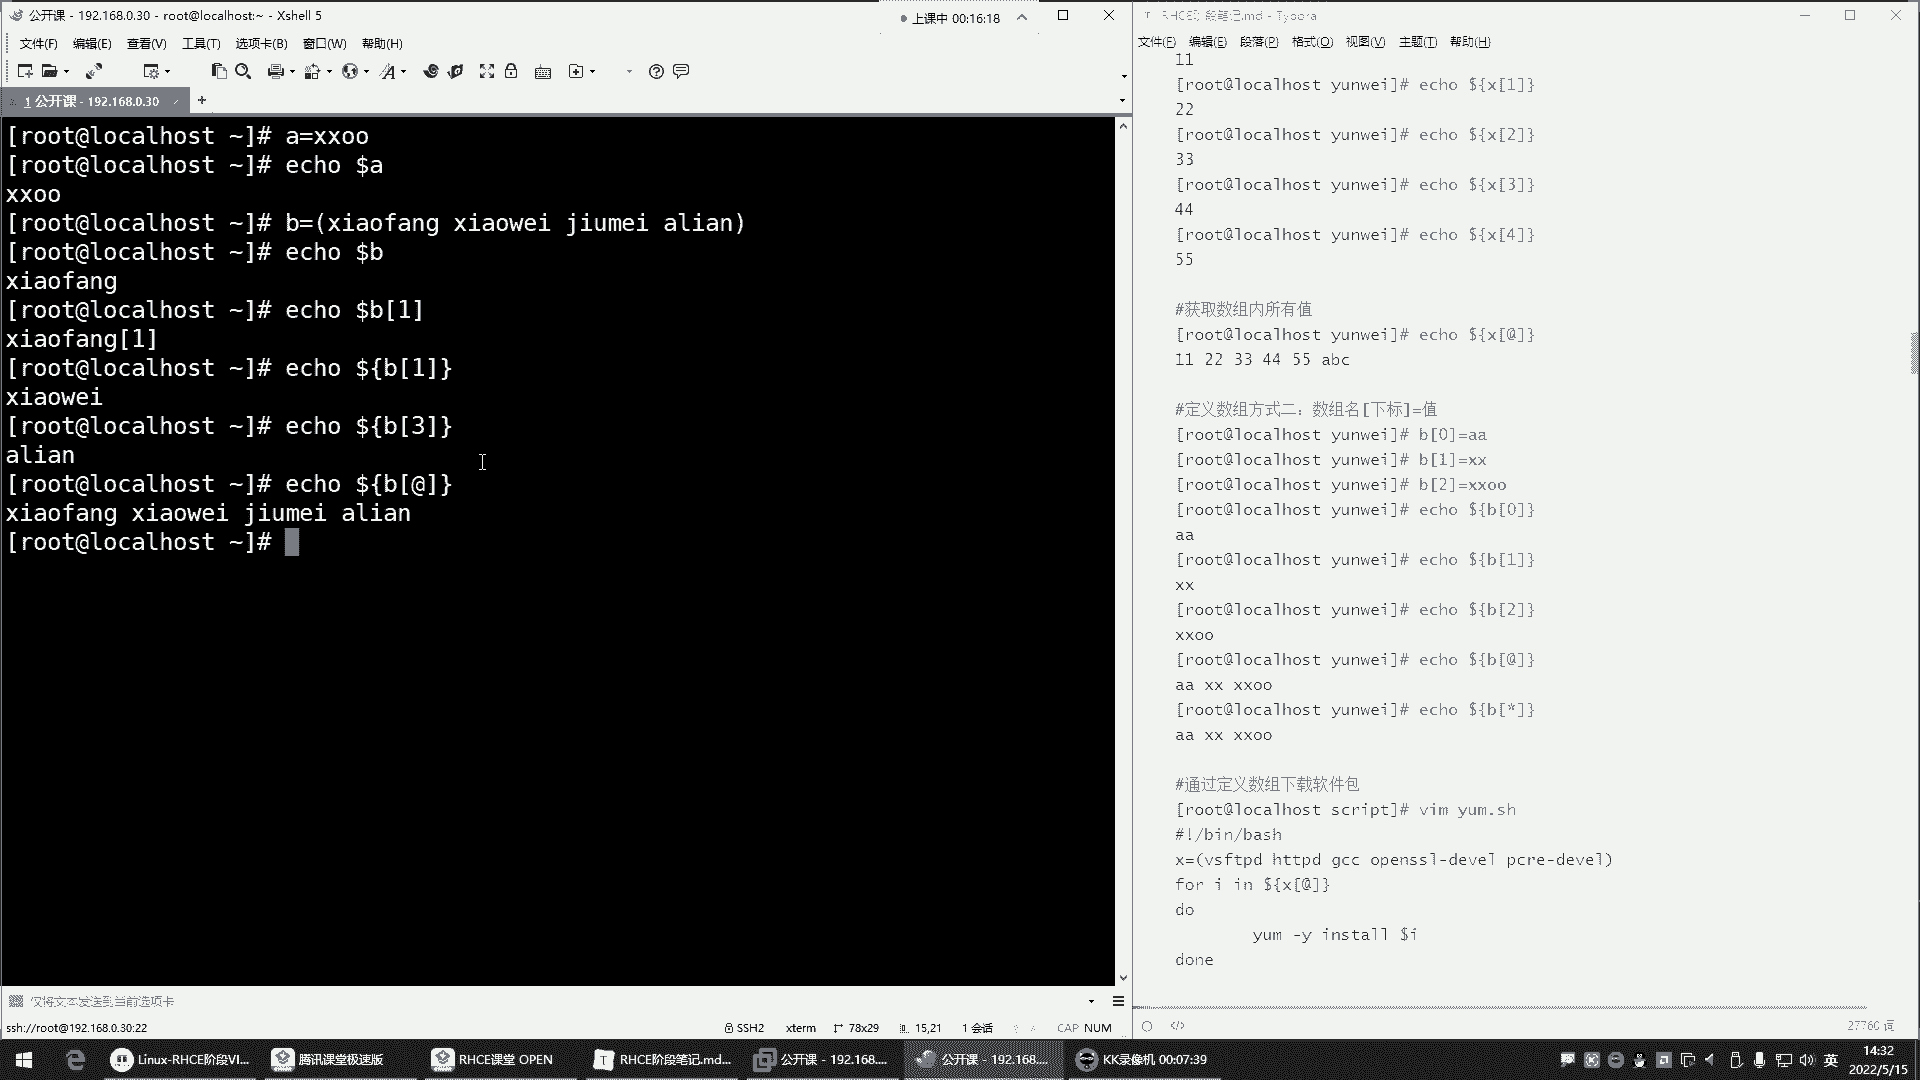 公开课 - 192.168.0.30 - root@localhost:~ - Xshell 5
上课中 00:16:18
文件(F) 编辑(E) 查看(V) 工具(T) 选项卡(B) 窗口(W) 帮助(H)
1 公开课 - 192.168.0.30
[root@localhost ~]# a=xxoo
[root@localhost ~]# echo $a
xxoo
[root@localhost ~]# b=(xiaofang xiaowei jiumei alian)
[root@localhost ~]# echo $b
xiaofang
[root@localhost ~]# echo $b[1]
xiaofang[1]
[root@localhost ~]# echo ${b[1]}
xiaowei
[root@localhost ~]# echo ${b[3]}
alian
[root@localhost ~]# echo ${b[@]}
xiaofang xiaowei jiumei alian
[root@localhost ~]#
仅将文本发送到当前选项卡
ssh://root@192.168.0.30:22
SSH2 xterm 78x29 15,21 1 会话 CAP NUM
RHCE阶段笔记.md - Typora
文件(F) 编辑(E) 段落(P) 格式(O) 视图(V) 主题(T) 帮助(H)
11
[root@localhost yunwei]# echo ${x[1]}
22
[root@localhost yunwei]# echo ${x[2]}
33
[root@localhost yunwei]# echo ${x[3]}
44
[root@localhost yunwei]# echo ${x[4]}
55
#获取数组内所有值
[root@localhost yunwei]# echo ${x[@]}
11 22 33 44 55 abc
#定义数组方式二：数组名[下标]=值
[root@localhost yunwei]# b[0]=aa
[root@localhost yunwei]# b[1]=xx
[root@localhost yunwei]# b[2]=xxoo
[root@localhost yunwei]# echo ${b[0]}
aa
[root@localhost yunwei]# echo ${b[1]}
xx
[root@localhost yunwei]# echo ${b[2]}
xxoo
[root@localhost yunwei]# echo ${b[@]}
aa xx xxoo
[root@localhost yunwei]# echo ${b[*]}
aa xx xxoo
#通过定义数组下载软件包
[root@localhost script]# vim yum.sh
#!/bin/bash
x=(vsftpd httpd gcc openssl-devel pcre-devel)
for i in ${x[@]}
do
yum -y install $i
done
27760 词
Linux-RHCE阶段VI... 腾讯课堂极速版 RHCE课堂 OPEN RHCE阶段笔记.md... 公开课 - 192.168.... 公开课 - 192.168.... KK录像机 00:07:39 英
14:32
2022/5/15